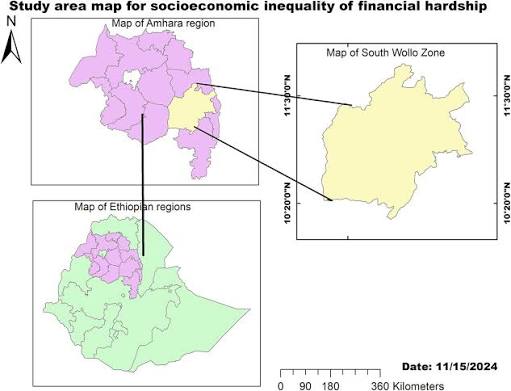 Study area map for socioeconomic inequality of financial hardship
N
Map of Amhara region
Map of South Wollo Zone
11°30'0"N
11°30'0"N
10°20'0"N
10°20'0"N
Map of Ethiopian regions
Date: 11/15/2024
0 90 180 360 Kilometers